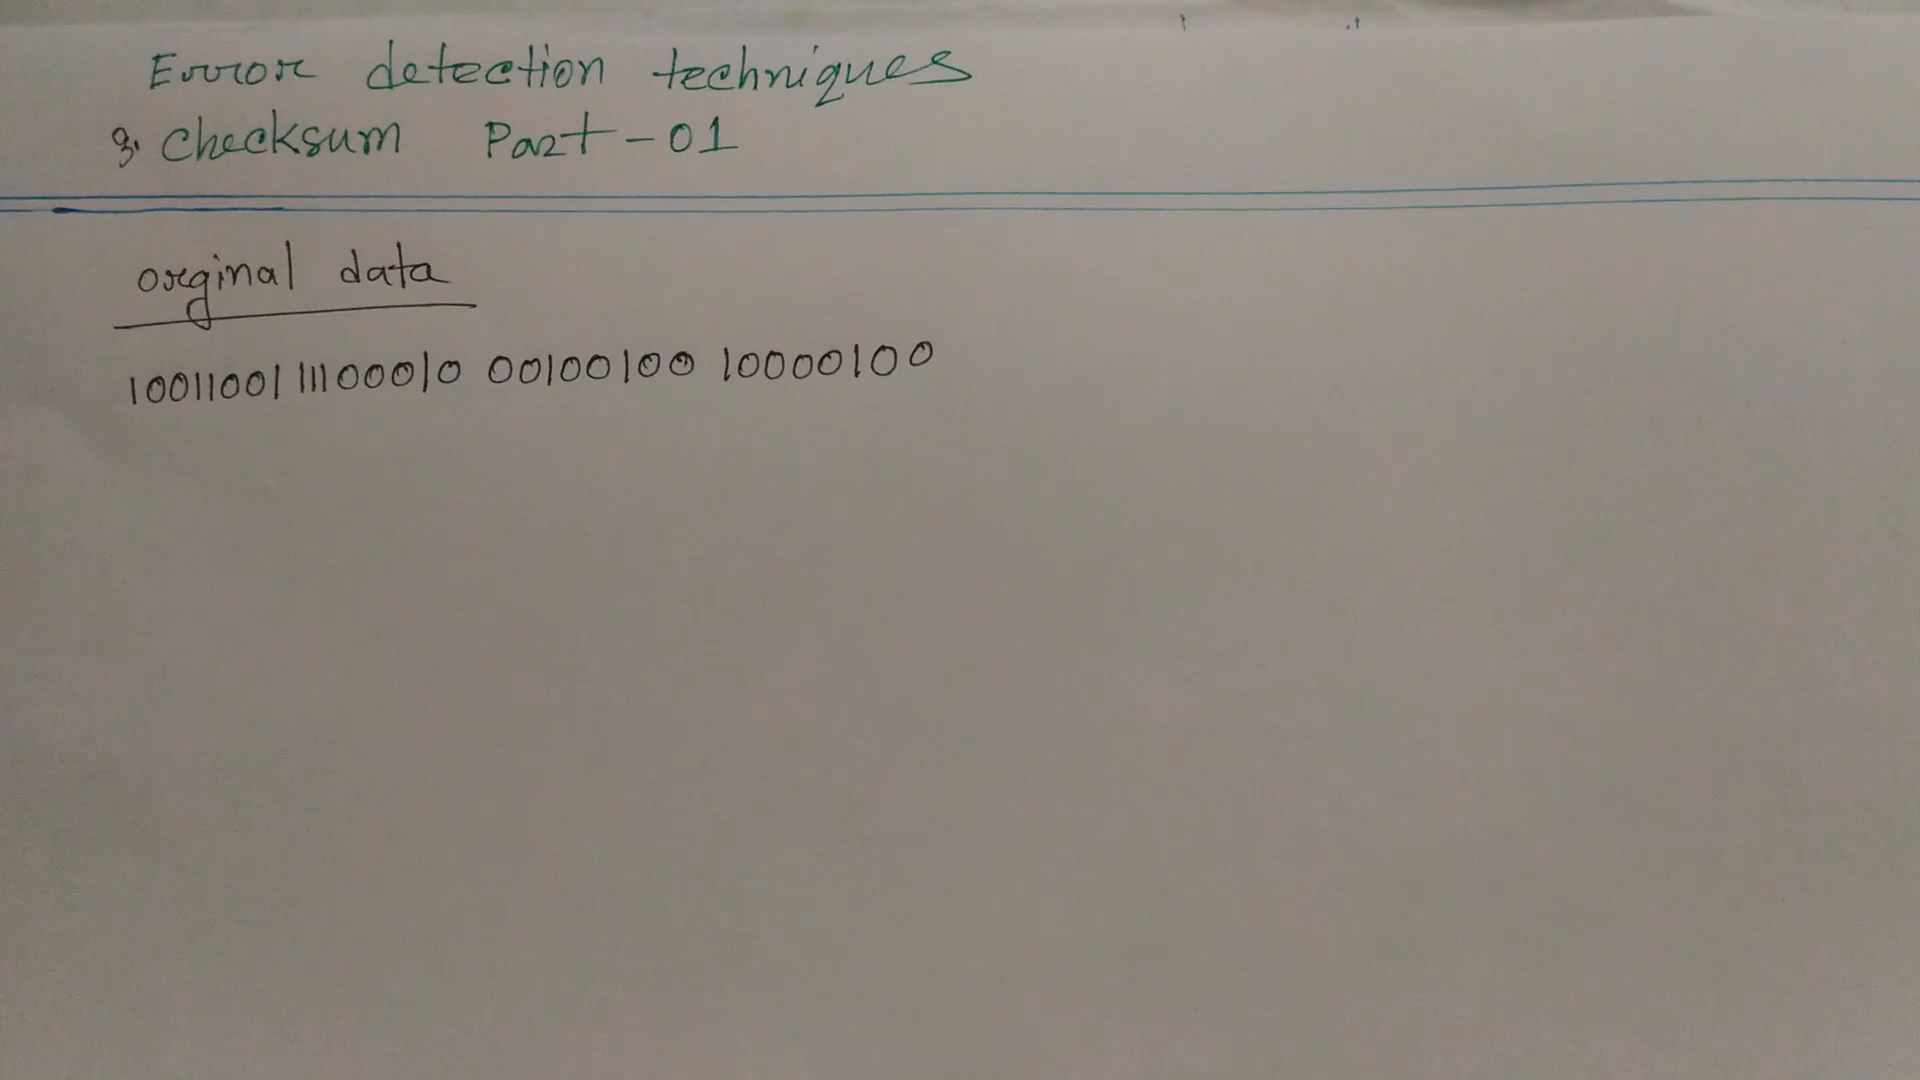 Error detection techniques
3. Checksum Part-01
orginal data
10011001 11100010 00100100 10000100